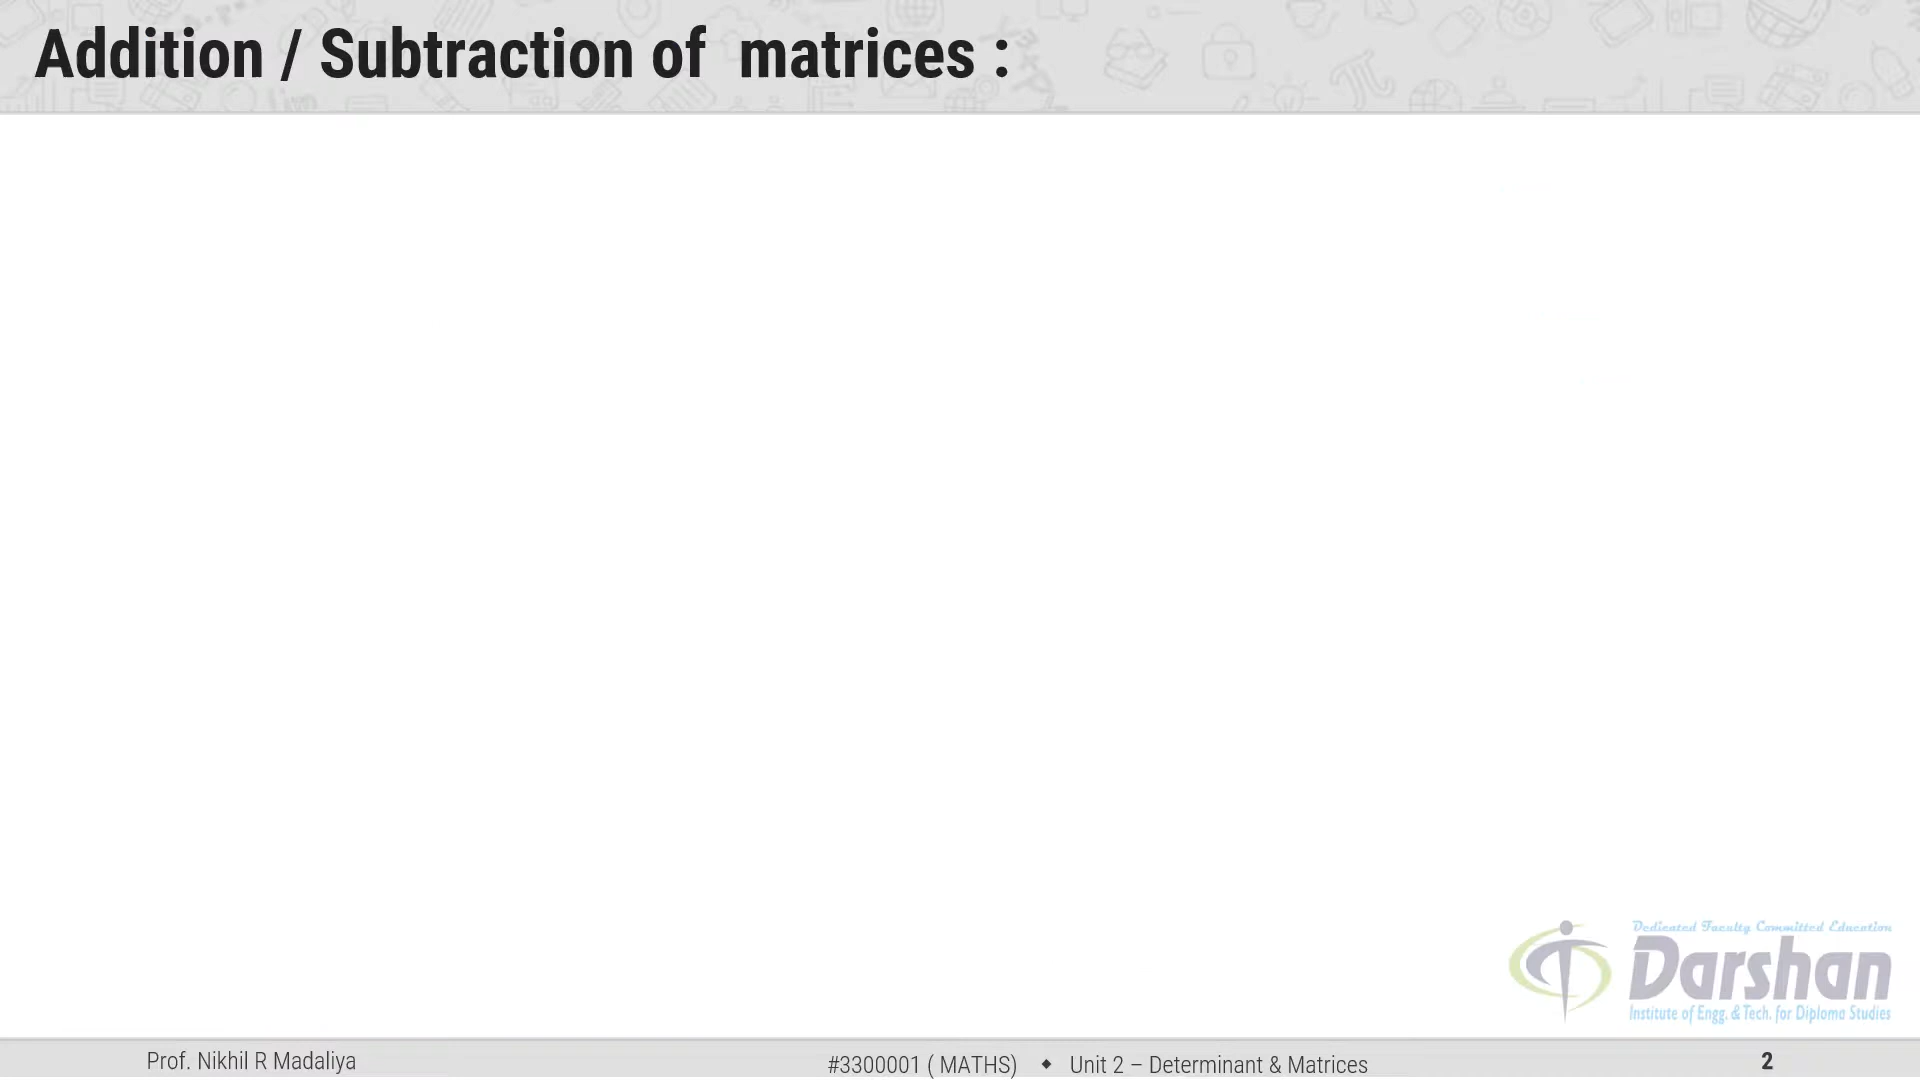 Addition / Subtraction of matrices :
Dedicated Faculty Committed Education
Darshan
Institute of Engg. & Tech. for Diploma Studies
Prof. Nikhil R Madaliya
#3300001 ( MATHS) ◆ Unit 2 – Determinant & Matrices
2